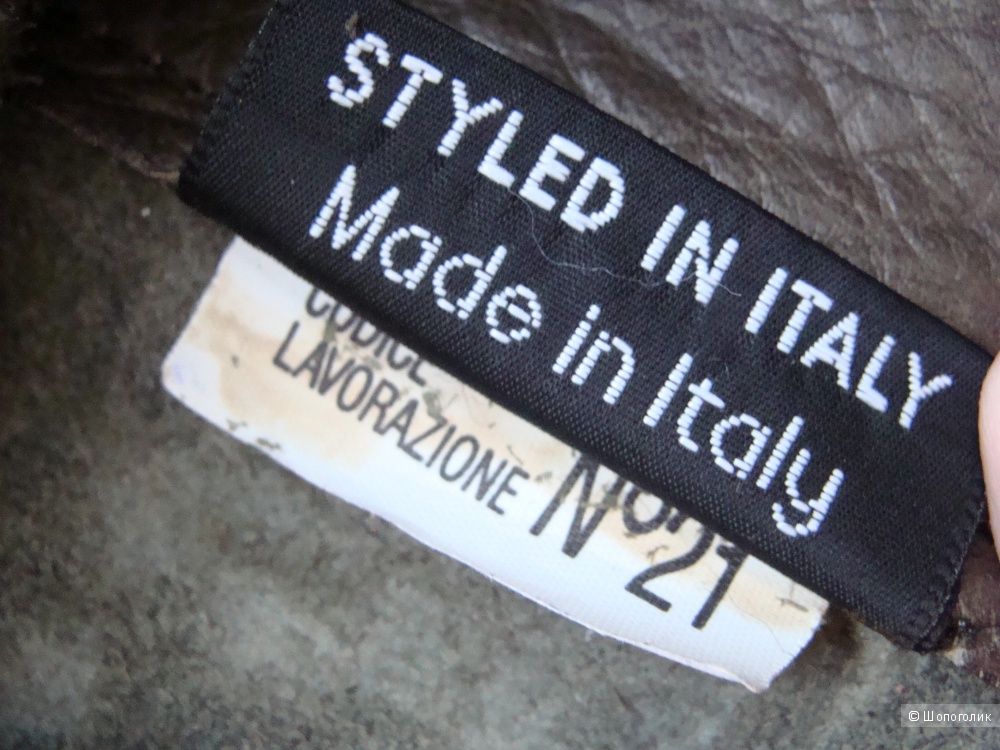 STYLED IN ITALY
Made in Italy
CODICE
LAVORAZIONE
N° 21
© Шопоголик